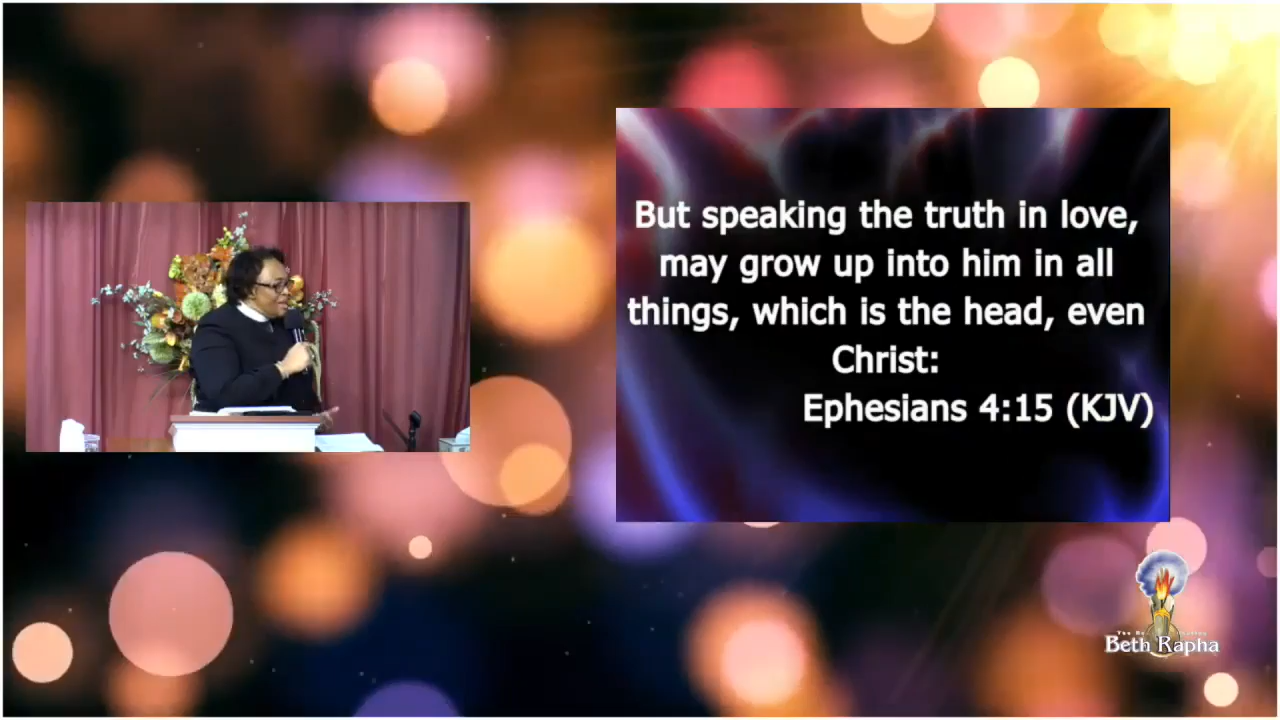 But speaking the truth in love,
may grow up into him in all
things, which is the head, even
Christ:
Ephesians 4:15 (KJV)
Beth Rapha